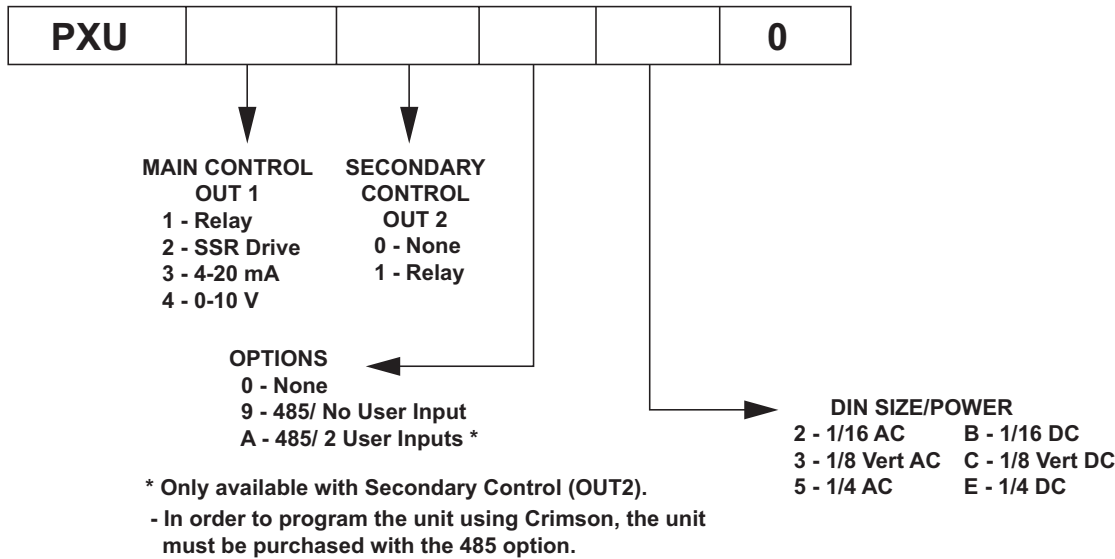 PXU 0
MAIN CONTROL
OUT 1
1 - Relay
2 - SSR Drive
3 - 4-20 mA
4 - 0-10 V
SECONDARY
CONTROL
OUT 2
0 - None
1 - Relay
OPTIONS
0 - None
9 - 485/ No User Input
A - 485/ 2 User Inputs *
DIN SIZE/POWER
2 - 1/16 AC B - 1/16 DC
3 - 1/8 Vert AC C - 1/8 Vert DC
5 - 1/4 AC E - 1/4 DC
* Only available with Secondary Control (OUT2).
- In order to program the unit using Crimson, the unit
must be purchased with the 485 option.